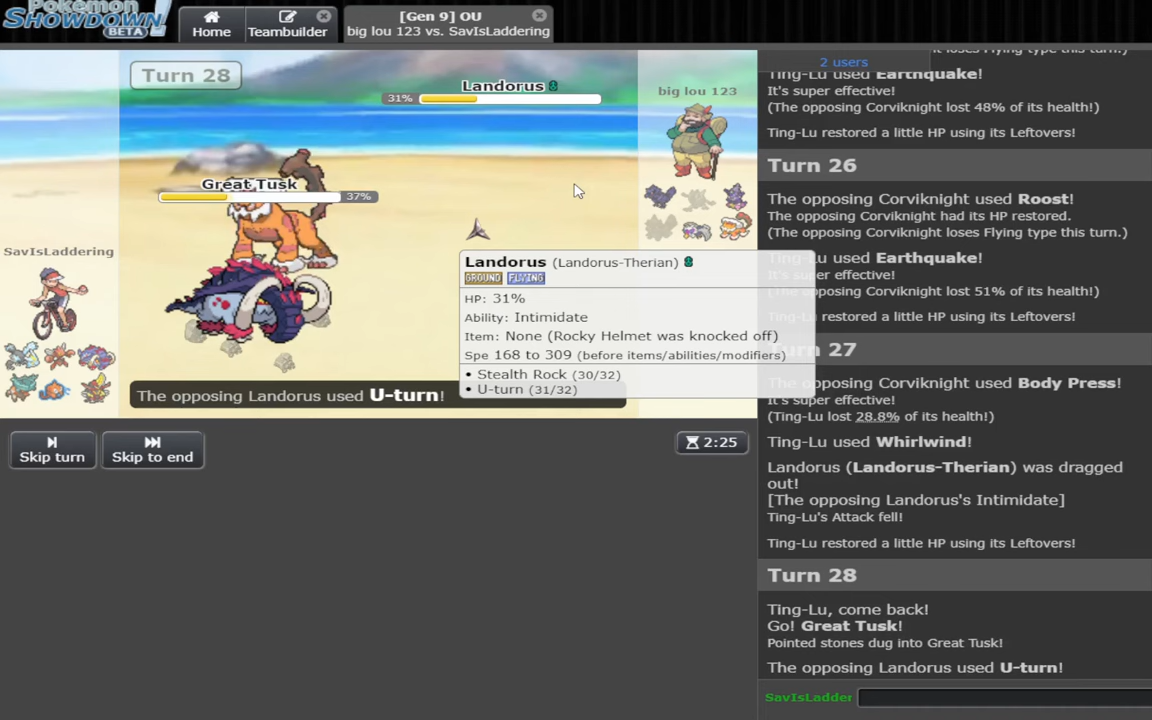 Pokémon
SHOWDOWN!
BETA
Home
Teambuilder
[Gen 9] OU
big lou 123 vs. SavIsLaddering
Turn 28
Landorus
31%
big lou 123
Great Tusk
37%
SavIsLaddering
Landorus (Landorus-Therian)
GROUND FLYING
HP: 31%
Ability: Intimidate
Item: None (Rocky Helmet was knocked off)
Spe 168 to 309 (before items/abilities/modifiers)
• Stealth Rock (30/32)
• U-turn (31/32)
The opposing Landorus used U-turn!
Skip turn
Skip to end
2:25
2 users
(It loses Flying type this turn.)
Ting-Lu used Earthquake!
It's super effective!
(The opposing Corviknight lost 48% of its health!)
Ting-Lu restored a little HP using its Leftovers!
Turn 26
The opposing Corviknight used Roost!
The opposing Corviknight had its HP restored.
(The opposing Corviknight loses Flying type this turn.)
Ting-Lu used Earthquake!
It's super effective!
opposing Corviknight lost 51% of its health!)
Ting-Lu restored a little HP using its Leftovers!
Turn 27
The opposing Corviknight used Body Press!
It's super effective!
(Ting-Lu lost 28.8% of its health!)
Ting-Lu used Whirlwind!
Landorus (Landorus-Therian) was dragged
out!
[The opposing Landorus's Intimidate]
Ting-Lu's Attack fell!
Ting-Lu restored a little HP using its Leftovers!
Turn 28
Ting-Lu, come back!
Go! Great Tusk!
Pointed stones dug into Great Tusk!
The opposing Landorus used U-turn!
SavIsLadder